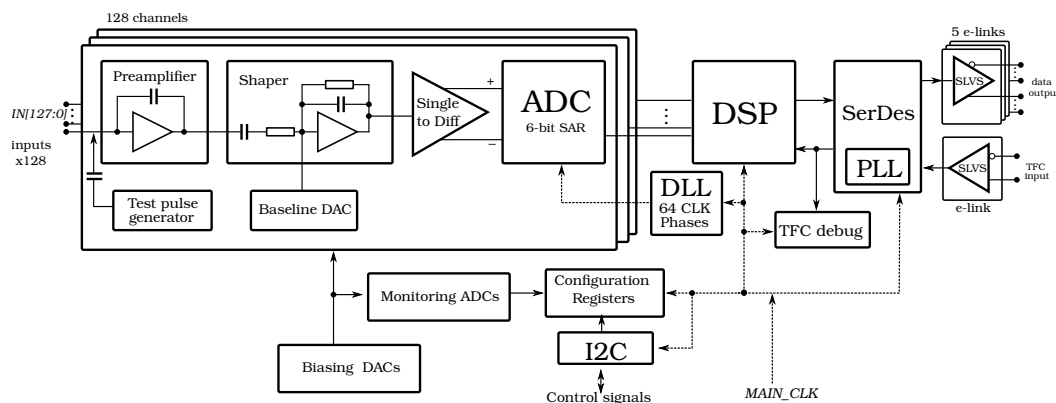 128 channels
5 e-links
Preamplifier
Shaper
IN[127:0]
inputs
x128
Single
to Diff
+
−
ADC
6-bit SAR
DSP
SerDes
PLL
SLVS
data
output
SLVS
TFC
input
e-link
Test pulse
generator
Baseline DAC
DLL
64 CLK
Phases
TFC debug
Monitoring ADCs
Configuration
Registers
Biasing DACs
I2C
Control signals
MAIN_CLK